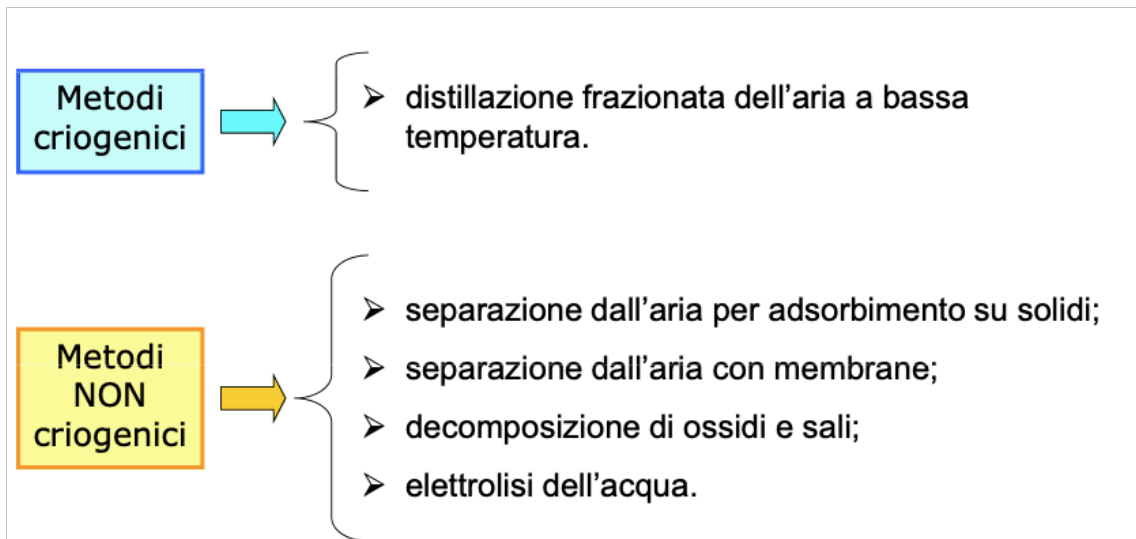 Metodi
criogenici
➢ distillazione frazionata dell’aria a bassa
temperatura.
Metodi
NON
criogenici
➢ separazione dall’aria per adsorbimento su solidi;
➢ separazione dall’aria con membrane;
➢ decomposizione di ossidi e sali;
➢ elettrolisi dell’acqua.